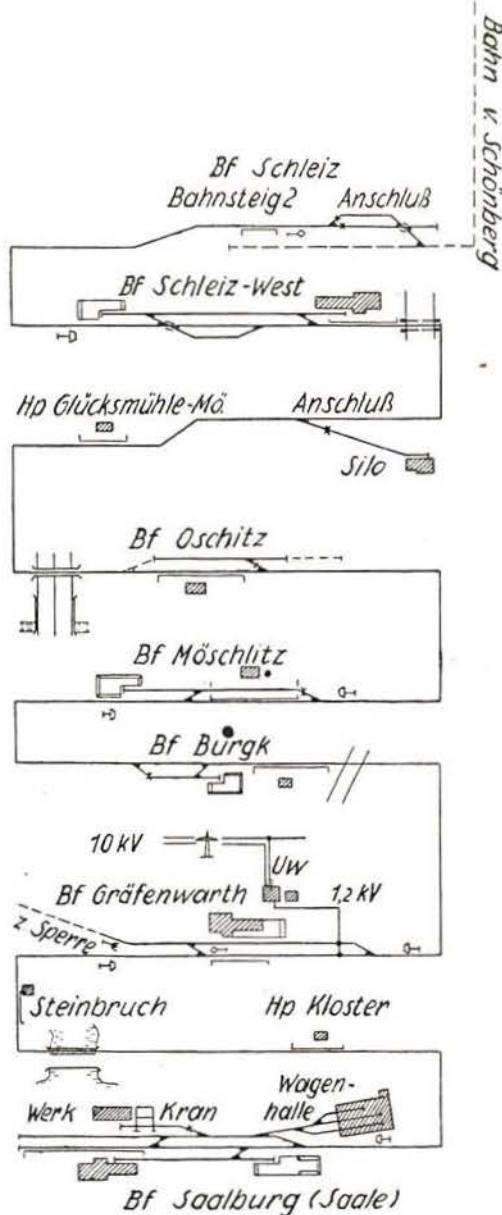 Bahn v. Schönberg
Bf Schleiz
Bahnsteig 2
Anschluß
Bf Schleiz-West
Hp Glücksmühle-Mö.
Anschluß
Silo
Bf Oschitz
Bf Möschlitz
Bf Burgk
10 kV
UW
Bf Gräfenwarth
1,2 kV
z Sperre
Steinbruch
Hp Kloster
Wagen-
halle
Werk
Kran
Bf Saalburg (Saale)